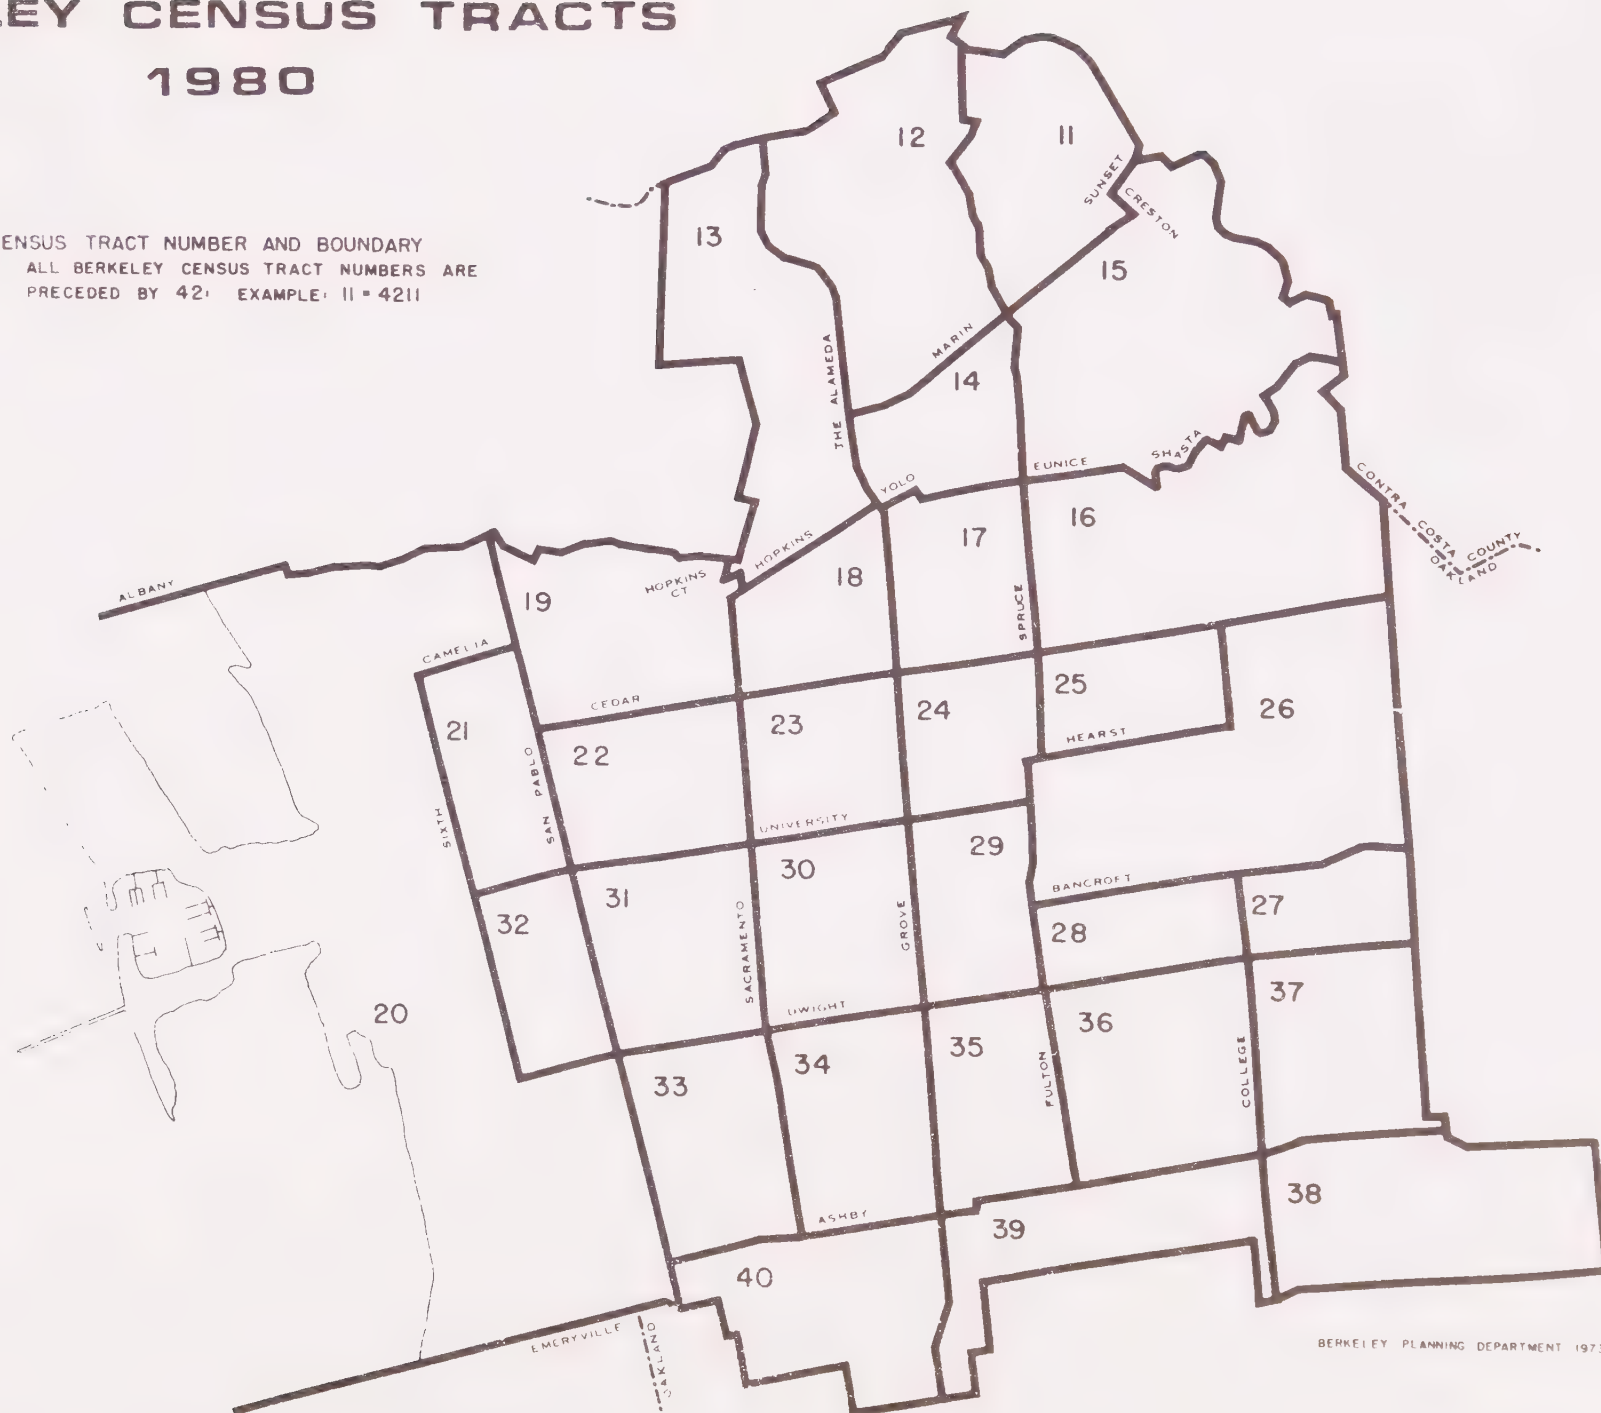 LEY CENSUS TRACTS
1980
ENSUS TRACT NUMBER AND BOUNDARY
ALL BERKELEY CENSUS TRACT NUMBERS ARE
PRECEDED BY 42: EXAMPLE: 11 = 4211
12
11
SUNSET
CRESTON
13
15
THE ALAMEDA
MARIN
14
SHASTA
EUNICE
YOLO
CONTRA COSTA COUNTY
OAKLAND
16
17
HOPKINS
18
SPRUCE
HOPKINS
CT
ALBANY
19
CAMELIA
CEDAR
25
26
21
22
23
24
HEARST
SAN PABLO
SIXTH
UNIVERSITY
29
30
31
32
BANCROFT
27
28
SACRAMENTO
GROVE
20
DWIGHT
37
36
35
34
33
FULTON
COLLEGE
38
ASHBY
39
40
EMERYVILLE
OAKLAND
BERKELEY PLANNING DEPARTMENT 197